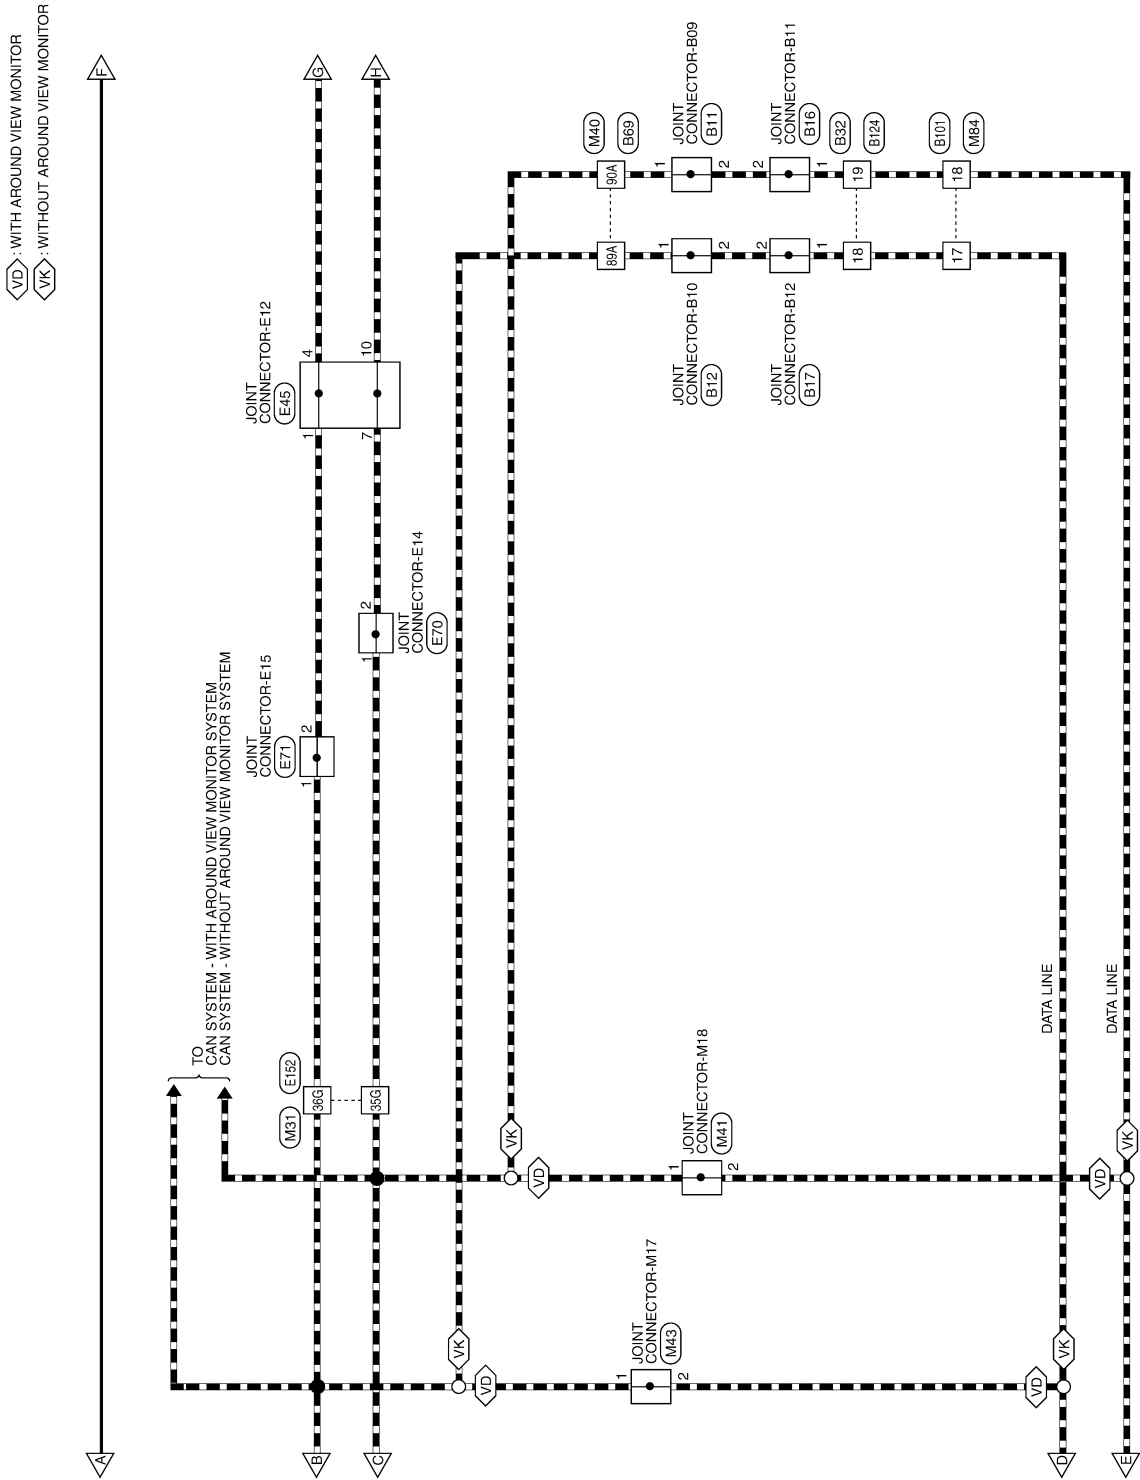 VD : WITH AROUND VIEW MONITOR
VK : WITHOUT AROUND VIEW MONITOR
A
F
TO
CAN SYSTEM - WITH AROUND VIEW MONITOR SYSTEM
CAN SYSTEM - WITHOUT AROUND VIEW MONITOR SYSTEM
B
M31
E152
36G
JOINT
CONNECTOR-E15
E71
1
2
JOINT
CONNECTOR-E12
E45
1
4
G
C
35G
1
2
JOINT
CONNECTOR-E14
E70
7
10
H
VK
VD
JOINT
CONNECTOR-M17
M43
1
2
VD
VK
D
VK
VD
JOINT
CONNECTOR-M18
M41
1
2
VD
VK
E
DATA LINE
DATA LINE
89A
90A
M40
B69
JOINT
CONNECTOR-B10
B12
1
2
JOINT
CONNECTOR-B09
B11
1
2
JOINT
CONNECTOR-B12
B17
2
1
JOINT
CONNECTOR-B11
B16
2
1
18
19
B32
B124
17
18
B101
M84